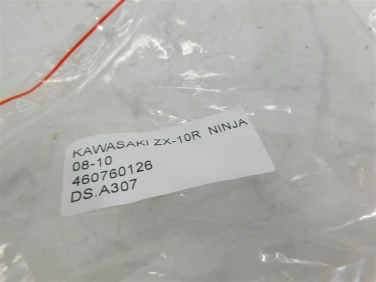 KAWASAKI ZX-10R NINJA
08-10
460760126
DS.A307